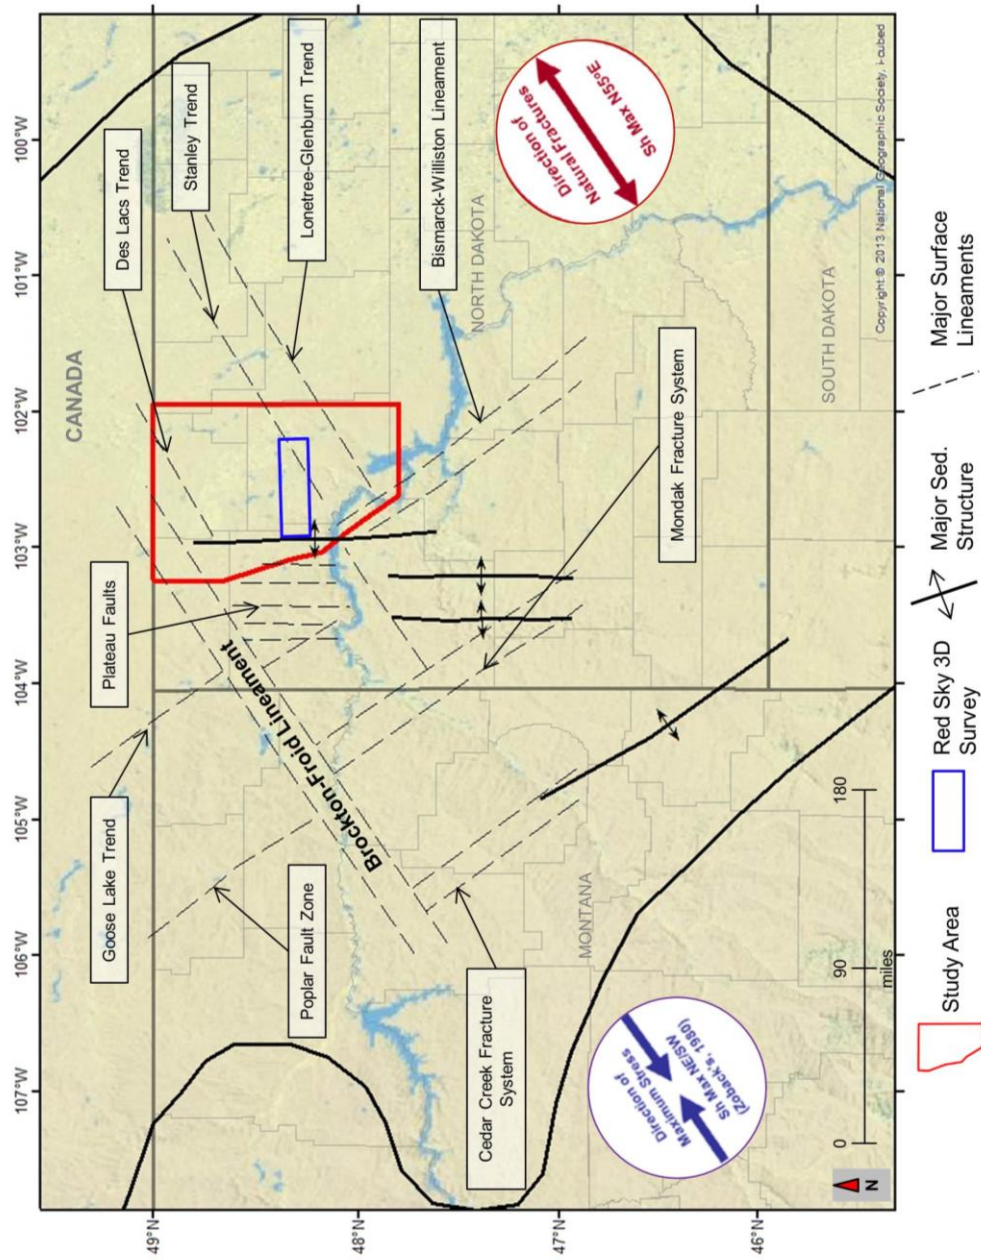 107°W
106°W
105°W
104°W
103°W
102°W
101°W
100°W
49°N
48°N
47°N
46°N
CANADA
Goose Lake Trend
Plateau Faults
Des Lacs Trend
Stanley Trend
Poplar Fault Zone
Lonetree-Glenburn Trend
Brockton-Froid Lineament
Cedar Creek Fracture
System
Bismarck-Williston Lineament
Mondak Fracture System
MONTANA
NORTH DAKOTA
SOUTH DAKOTA
Direction of
Maximum Stress
Sh Max NE/SW
(Zoback's, 1980)
Direction of
Natural Fractures
Sh Max N55°E
N
0
90
180
miles
Copyright © 2013 National Geographic Society, i-cubed
Study Area
Red Sky 3D
Survey
Major Sed.
Structure
Major Surface
Lineaments